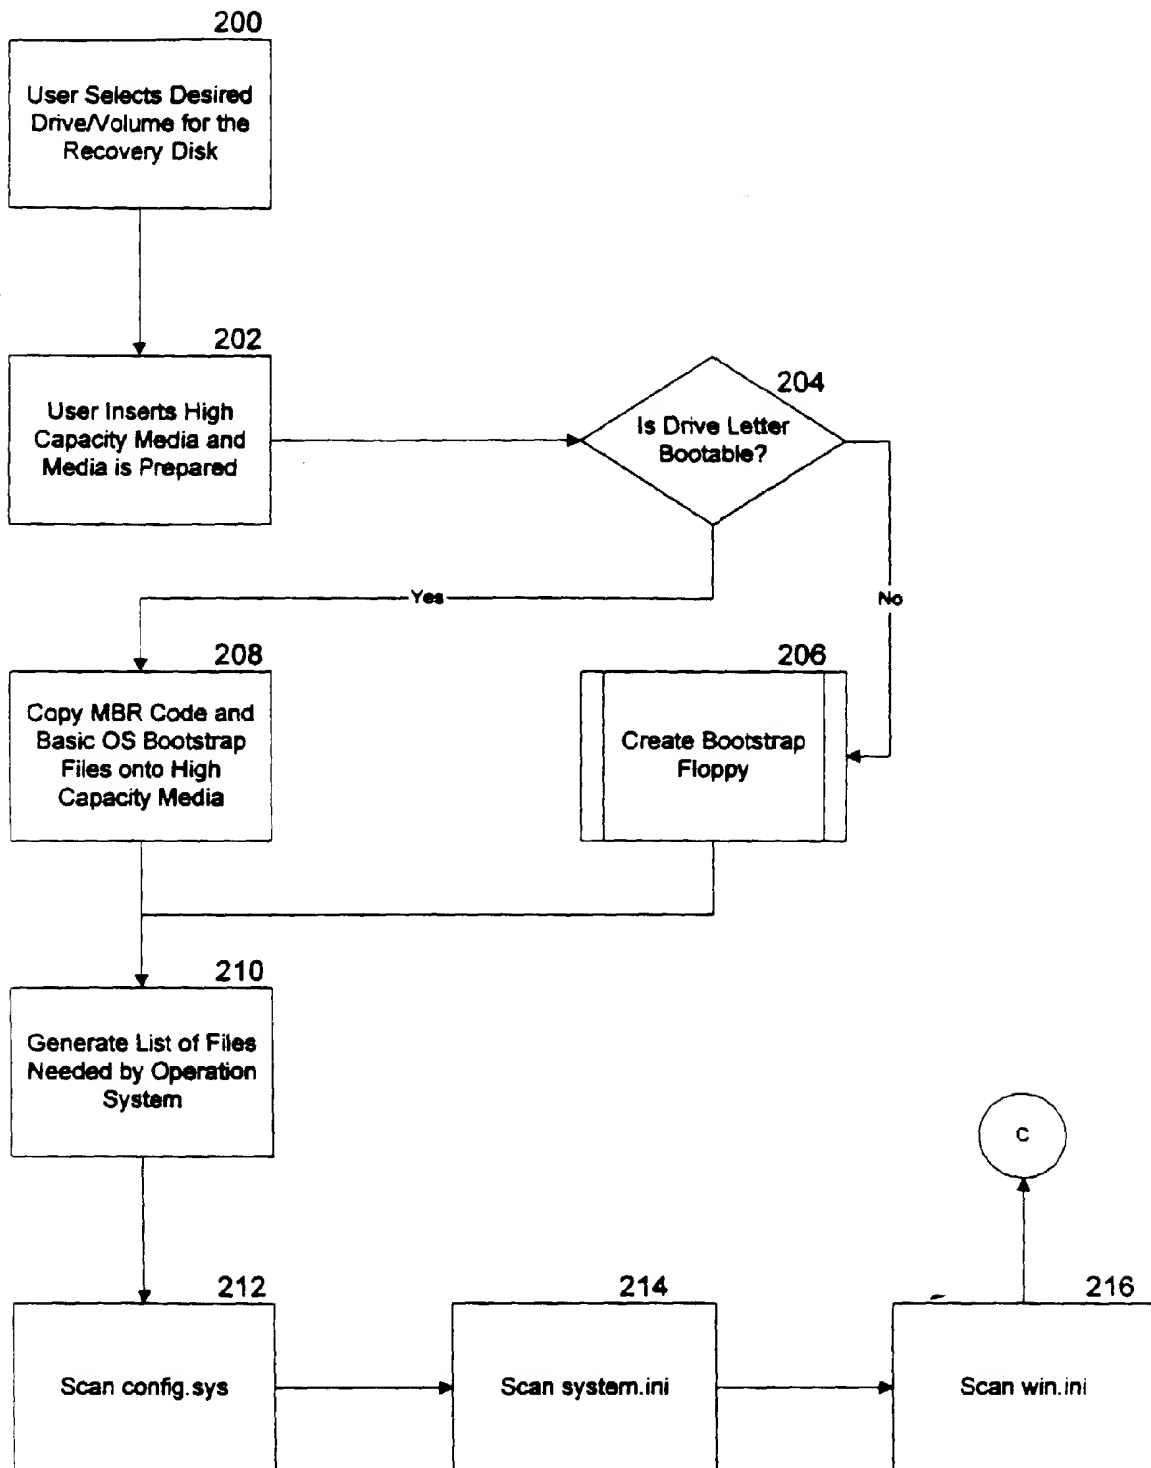 200
User Selects Desired
Drive/Volume for the
Recovery Disk
202
User Inserts High
Capacity Media and
Media is Prepared
204
Is Drive Letter
Bootable?
Yes
No
208
Copy MBR Code and
Basic OS Bootstrap
Files onto High
Capacity Media
206
Create Bootstrap
Floppy
210
Generate List of Files
Needed by Operation
System
C
212
Scan config.sys
214
Scan system.ini
216
Scan win.ini